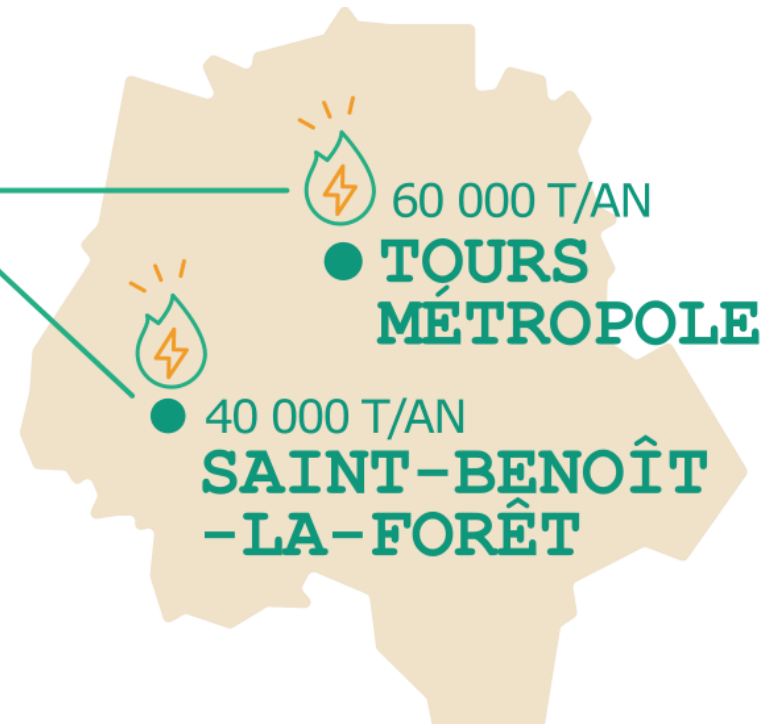 60 000 T/AN
TOURS
MÉTROPOLE
40 000 T/AN
SAINT-BENOÎT
-LA-FORÊT